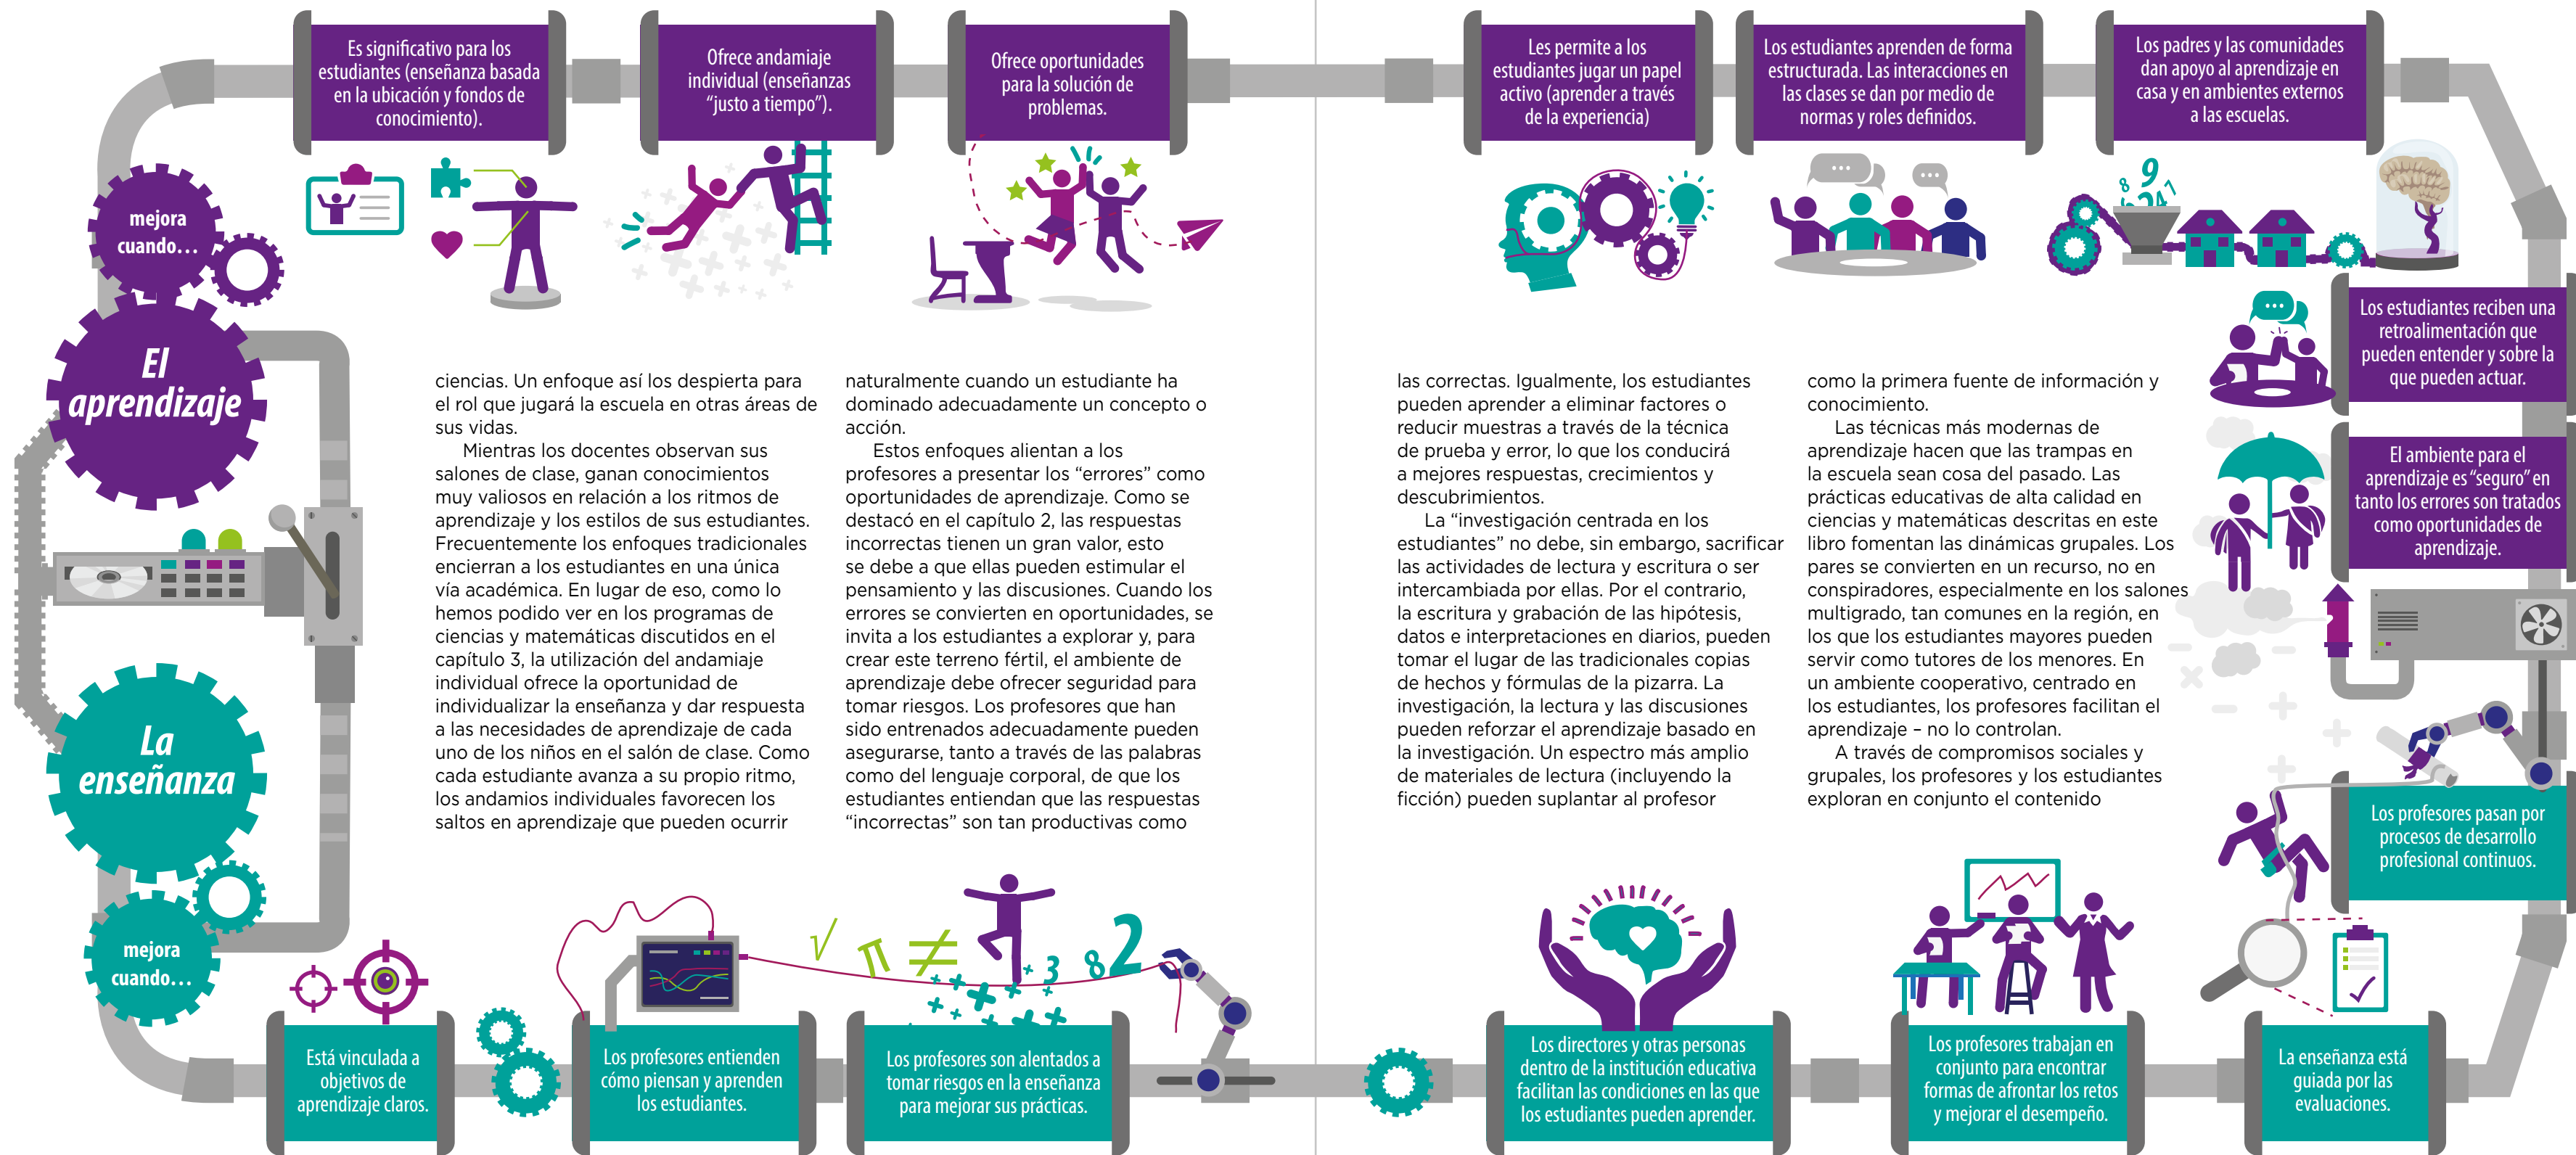 El
aprendizaje
mejora
cuando...
Es significativo para los
estudiantes (enseñanza basada
en la ubicación y fondos de
conocimiento).
Ofrece andamiaje
individual (enseñanzas
“justo a tiempo”).
Ofrece oportunidades
para la solución de
problemas.
Les permite a los
estudiantes jugar un papel
activo (aprender a través
de la experiencia)
Los estudiantes aprenden de forma
estructurada. Las interacciones en
las clases se dan por medio de
normas y roles definidos.
Los padres y las comunidades
dan apoyo al aprendizaje en
casa y en ambientes externos
a las escuelas.
8 9 7
Los estudiantes reciben una
retroalimentación que
pueden entender y sobre la
que pueden actuar.
El ambiente para el
aprendizaje es “seguro” en
tanto los errores son tratados
como oportunidades de
aprendizaje.
ciencias. Un enfoque así los despierta para
el rol que jugará la escuela en otras áreas de
sus vidas.
Mientras los docentes observan sus
salones de clase, ganan conocimientos
muy valiosos en relación a los ritmos de
aprendizaje y los estilos de sus estudiantes.
Frecuentemente los enfoques tradicionales
encierran a los estudiantes en una única
vía académica. En lugar de eso, como lo
hemos podido ver en los programas de
ciencias y matemáticas discutidos en el
capítulo 3, la utilización del andamiaje
individual ofrece la oportunidad de
individualizar la enseñanza y dar respuesta
a las necesidades de aprendizaje de cada
uno de los niños en el salón de clase. Como
cada estudiante avanza a su propio ritmo,
los andamios individuales favorecen los
saltos en aprendizaje que pueden ocurrir
naturalmente cuando un estudiante ha
dominado adecuadamente un concepto o
acción.
Estos enfoques alientan a los
profesores a presentar los “errores” como
oportunidades de aprendizaje. Como se
destacó en el capítulo 2, las respuestas
incorrectas tienen un gran valor, esto
se debe a que ellas pueden estimular el
pensamiento y las discusiones. Cuando los
errores se convierten en oportunidades, se
invita a los estudiantes a explorar y, para
crear este terreno fértil, el ambiente de
aprendizaje debe ofrecer seguridad para
tomar riesgos. Los profesores que han
sido entrenados adecuadamente pueden
asegurarse, tanto a través de las palabras
como del lenguaje corporal, de que los
estudiantes entiendan que las respuestas
“incorrectas” son tan productivas como
las correctas. Igualmente, los estudiantes
pueden aprender a eliminar factores o
reducir muestras a través de la técnica
de prueba y error, lo que los conducirá
a mejores respuestas, crecimientos y
descubrimientos.
La “investigación centrada en los
estudiantes” no debe, sin embargo, sacrificar
las actividades de lectura y escritura o ser
intercambiada por ellas. Por el contrario,
la escritura y grabación de las hipótesis,
datos e interpretaciones en diarios, pueden
tomar el lugar de las tradicionales copias
de hechos y fórmulas de la pizarra. La
investigación, la lectura y las discusiones
pueden reforzar el aprendizaje basado en
la investigación. Un espectro más amplio
de materiales de lectura (incluyendo la
ficción) pueden suplantar al profesor
como la primera fuente de información y
conocimiento.
Las técnicas más modernas de
aprendizaje hacen que las trampas en
la escuela sean cosa del pasado. Las
prácticas educativas de alta calidad en
ciencias y matemáticas descritas en este
libro fomentan las dinámicas grupales. Los
pares se convierten en un recurso, no en
conspiradores, especialmente en los salones
multigrado, tan comunes en la región, en
los que los estudiantes mayores pueden
servir como tutores de los menores. En
un ambiente cooperativo, centrado en
los estudiantes, los profesores facilitan el
aprendizaje – no lo controlan.
A través de compromisos sociales y
grupales, los profesores y los estudiantes
exploran en conjunto el contenido
La
enseñanza
mejora
cuando...
Está vinculada a
objetivos de
aprendizaje claros.
Los profesores entienden
cómo piensan y aprenden
los estudiantes.
√ π ≠ 3 8 2
Los profesores son alentados a
tomar riesgos en la enseñanza
para mejorar sus prácticas.
Los directores y otras personas
dentro de la institución educativa
facilitan las condiciones en las que
los estudiantes pueden aprender.
Los profesores trabajan en
conjunto para encontrar
formas de afrontar los retos
y mejorar el desempeño.
La enseñanza está
guiada por las
evaluaciones.
Los profesores pasan por
procesos de desarrollo
profesional continuos.